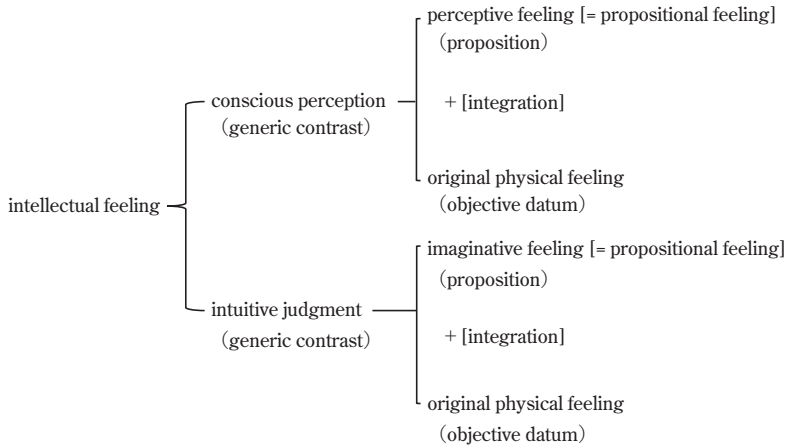 perceptive feeling [= propositional feeling]
(proposition)
conscious perception
+ [integration]
(generic contrast)
original physical feeling
(objective datum)
intellectual feeling
imaginative feeling [= propositional feeling]
(proposition)
intuitive judgment
+ [integration]
(generic contrast)
original physical feeling
(objective datum)